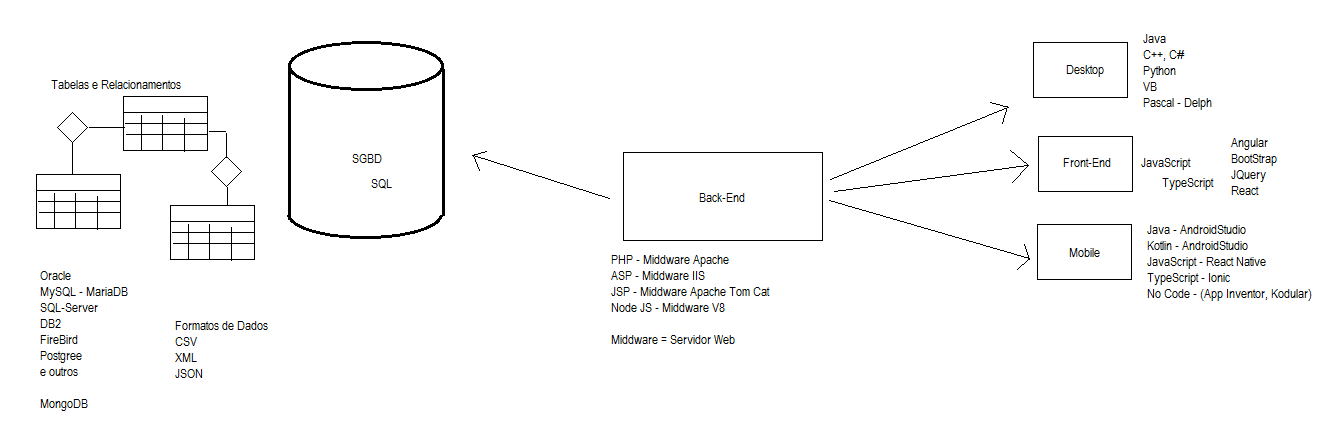 Tabelas e Relacionamentos
Oracle
MySQL - MariaDB
SQL-Server
DB2
FireBird
Postgree
e outros
MongoDB
Formatos de Dados
CSV
XML
JSON
SGBD
SQL
Back-End
PHP - Middware Apache
ASP - Middware IIS
JSP - Middware Apache Tom Cat
Node JS - Middware V8
Middware = Servidor Web
Desktop
Java
C++, C#
Python
VB
Pascal - Delph
Front-End
JavaScript
TypeScript
Angular
BootStrap
JQuery
React
Mobile
Java - AndroidStudio
Kotlin - AndroidStudio
JavaScript - React Native
TypeScript - Ionic
No Code - (App Inventor, Kodular)